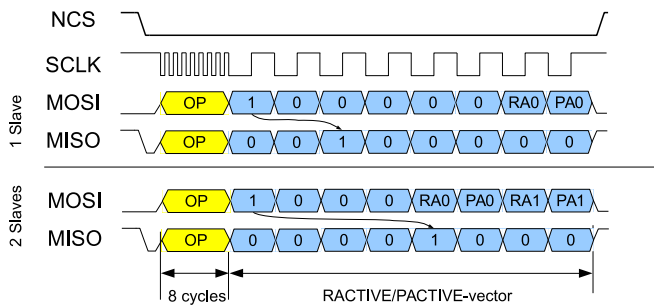 NCS
SCLK
1 Slave
MOSI OP 1 0 0 0 0 0 RA0 PA0
MISO OP 0 0 1 0 0 0 0 0
2 Slaves
MOSI OP 1 0 0 0 RA0 PA0 RA1 PA1
MISO OP 0 0 0 0 1 0 0 0
8 cycles RACTIVE/PACTIVE-vector